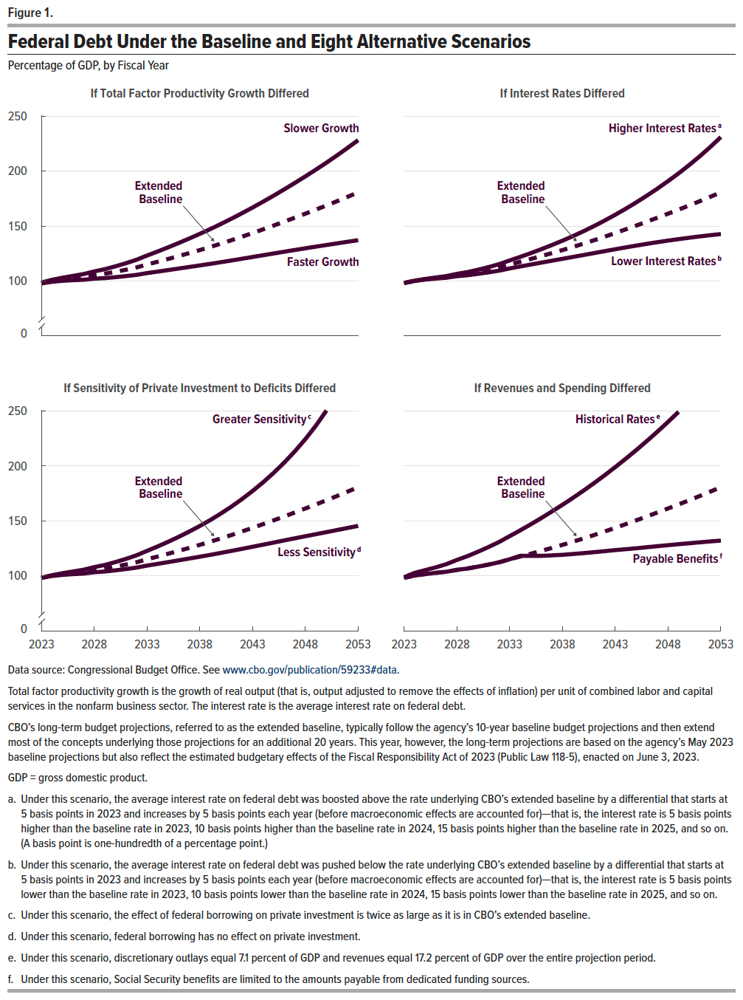 Figure 1.
Federal Debt Under the Baseline and Eight Alternative Scenarios
Percentage of GDP, by Fiscal Year
If Total Factor Productivity Growth Differed
250
200
150
100
0
Slower Growth
Extended
Baseline
Faster Growth
If Interest Rates Differed
Higher Interest Rates a
Extended
Baseline
Lower Interest Rates b
If Sensitivity of Private Investment to Deficits Differed
250
200
150
100
0
Greater Sensitivity c
Extended
Baseline
Less Sensitivity d
2023 2028 2033 2038 2043 2048 2053
If Revenues and Spending Differed
Historical Rates e
Extended
Baseline
Payable Benefits f
2023 2028 2033 2038 2043 2048 2053
Data source: Congressional Budget Office. See www.cbo.gov/publication/59233#data.
Total factor productivity growth is the growth of real output (that is, output adjusted to remove the effects of inflation) per unit of combined labor and capital
services in the nonfarm business sector. The interest rate is the average interest rate on federal debt.
CBO's long-term budget projections, referred to as the extended baseline, typically follow the agency's 10-year baseline budget projections and then extend
most of the concepts underlying those projections for an additional 20 years. This year, however, the long-term projections are based on the agency's May 2023
baseline projections but also reflect the estimated budgetary effects of the Fiscal Responsibility Act of 2023 (Public Law 118-5), enacted on June 3, 2023.
GDP = gross domestic product.
a. Under this scenario, the average interest rate on federal debt was boosted above the rate underlying CBO's extended baseline by a differential that starts at
5 basis points in 2023 and increases by 5 basis points each year (before macroeconomic effects are accounted for)—that is, the interest rate is 5 basis points
higher than the baseline rate in 2023, 10 basis points higher than the baseline rate in 2024, 15 basis points higher than the baseline rate in 2025, and so on.
(A basis point is one-hundredth of a percentage point.)
b. Under this scenario, the average interest rate on federal debt was pushed below the rate underlying CBO's extended baseline by a differential that starts at
5 basis points in 2023 and increases by 5 basis points each year (before macroeconomic effects are accounted for)—that is, the interest rate is 5 basis points
lower than the baseline rate in 2023, 10 basis points lower than the baseline rate in 2024, 15 basis points lower than the baseline rate in 2025, and so on.
c. Under this scenario, the effect of federal borrowing on private investment is twice as large as it is in CBO's extended baseline.
d. Under this scenario, federal borrowing has no effect on private investment.
e. Under this scenario, discretionary outlays equal 7.1 percent of GDP and revenues equal 17.2 percent of GDP over the entire projection period.
f. Under this scenario, Social Security benefits are limited to the amounts payable from dedicated funding sources.